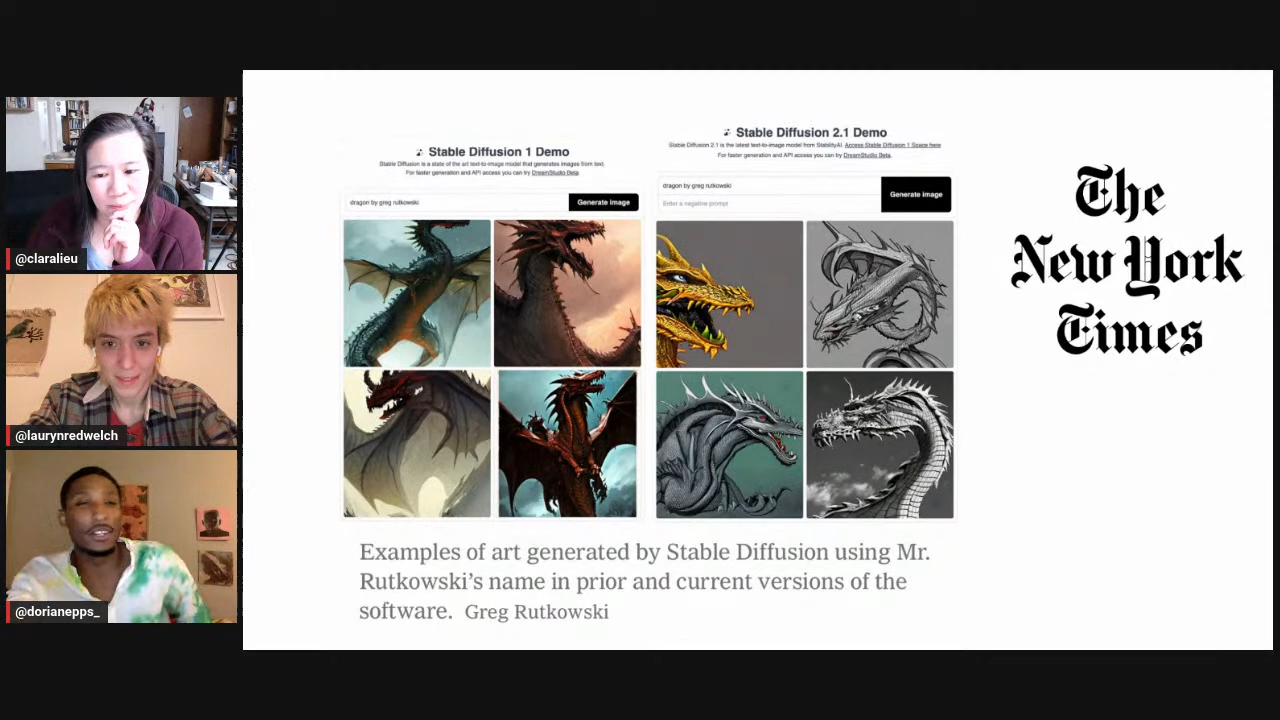 @claralieu
@laurynredwelch
@dorianepps_
Stable Diffusion 1 Demo
Stable Diffusion is a state of the art text-to-image model that generates images from text.
For faster generation and API access you can try DreamStudio Beta.
dragon by greg rutkowski
Generate image
Stable Diffusion 2.1 Demo
Stable Diffusion 2.1 is the latest text-to-image model from StabilityAI. Access Stable Diffusion 1 Space here
For faster generation and API access you can try DreamStudio Beta.
dragon by greg rutkowski
Enter a negative prompt
Generate image
Examples of art generated by Stable Diffusion using Mr.
Rutkowski's name in prior and current versions of the
software. Greg Rutkowski
The
New York
Times